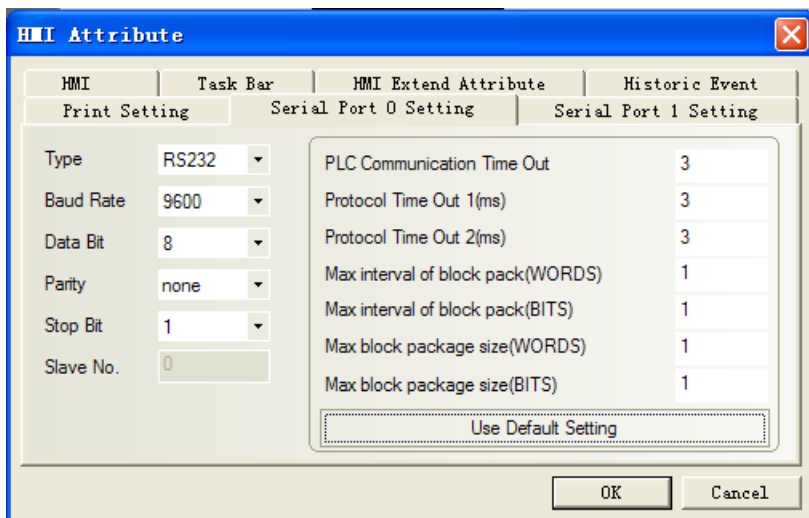 HMI Attribute
HMI Task Bar HMI Extend Attribute Historic Event
Print Setting Serial Port 0 Setting Serial Port 1 Setting
Type RS232
Baud Rate 9600
Data Bit 8
Parity none
Stop Bit 1
Slave No. 0
PLC Communication Time Out 3
Protocol Time Out 1(ms) 3
Protocol Time Out 2(ms) 3
Max interval of block pack(WORDS) 1
Max interval of block pack(BITS) 1
Max block package size(WORDS) 1
Max block package size(BITS) 1
Use Default Setting
OK Cancel